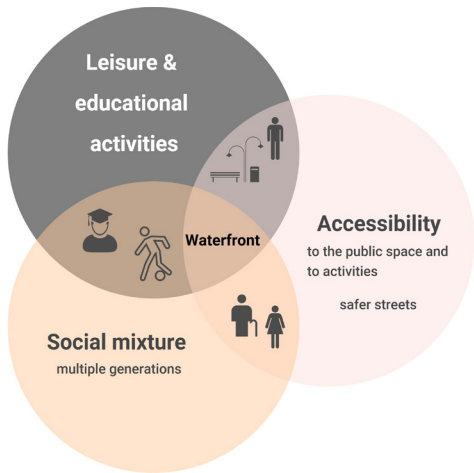 Leisure &
educational
activities
Waterfront
Accessibility
to the public space and
to activities
safer streets
Social mixture
multiple generations